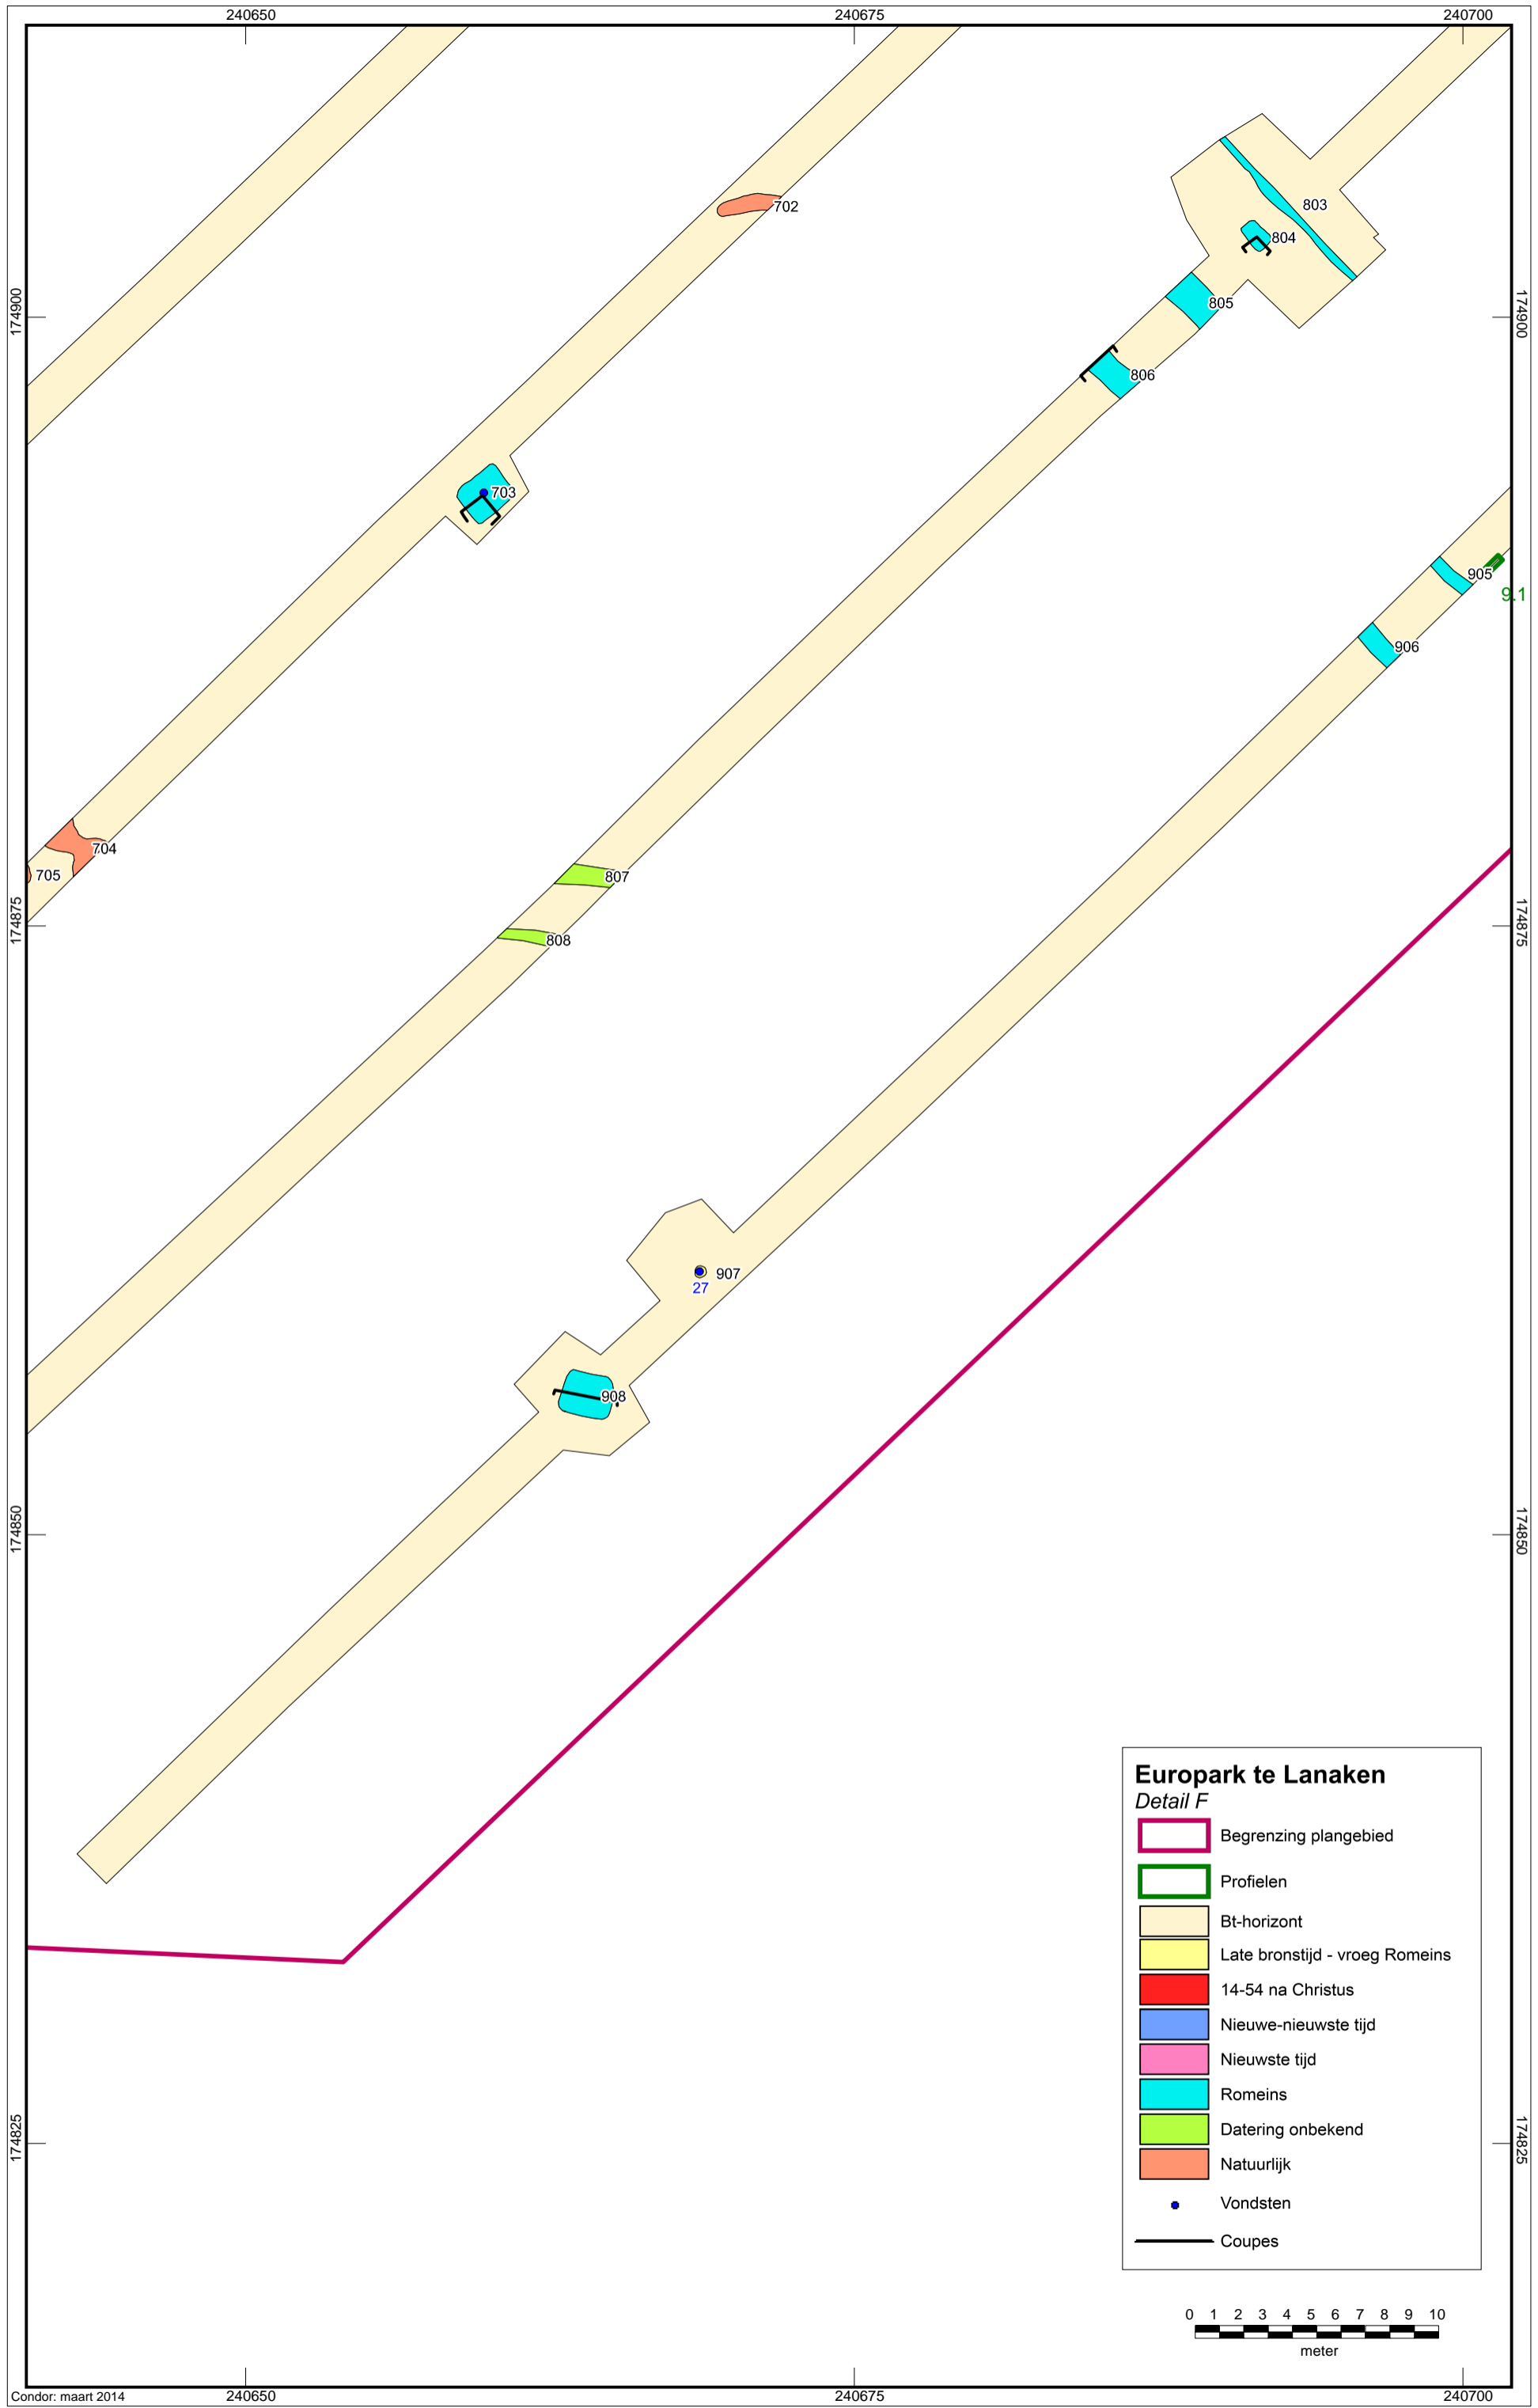 240650 240675 240700
702
803
804
174900 174900
805
806
703
905
9.1
906
704
705
807
174875 174875
808
907
27
908
174850 174850
Europark te Lanaken
Detail F
Begrenzing plangebied
Profielen
Bt-horizont
Late bronstijd - vroeg Romeins
14-54 na Christus
Nieuwe-nieuwste tijd
Nieuwste tijd
Romeins
Datering onbekend
Natuurlijk
Vondsten
Coupes
174825 174825
0 1 2 3 4 5 6 7 8 9 10
meter
Condor: maart 2014
240650 240675 240700